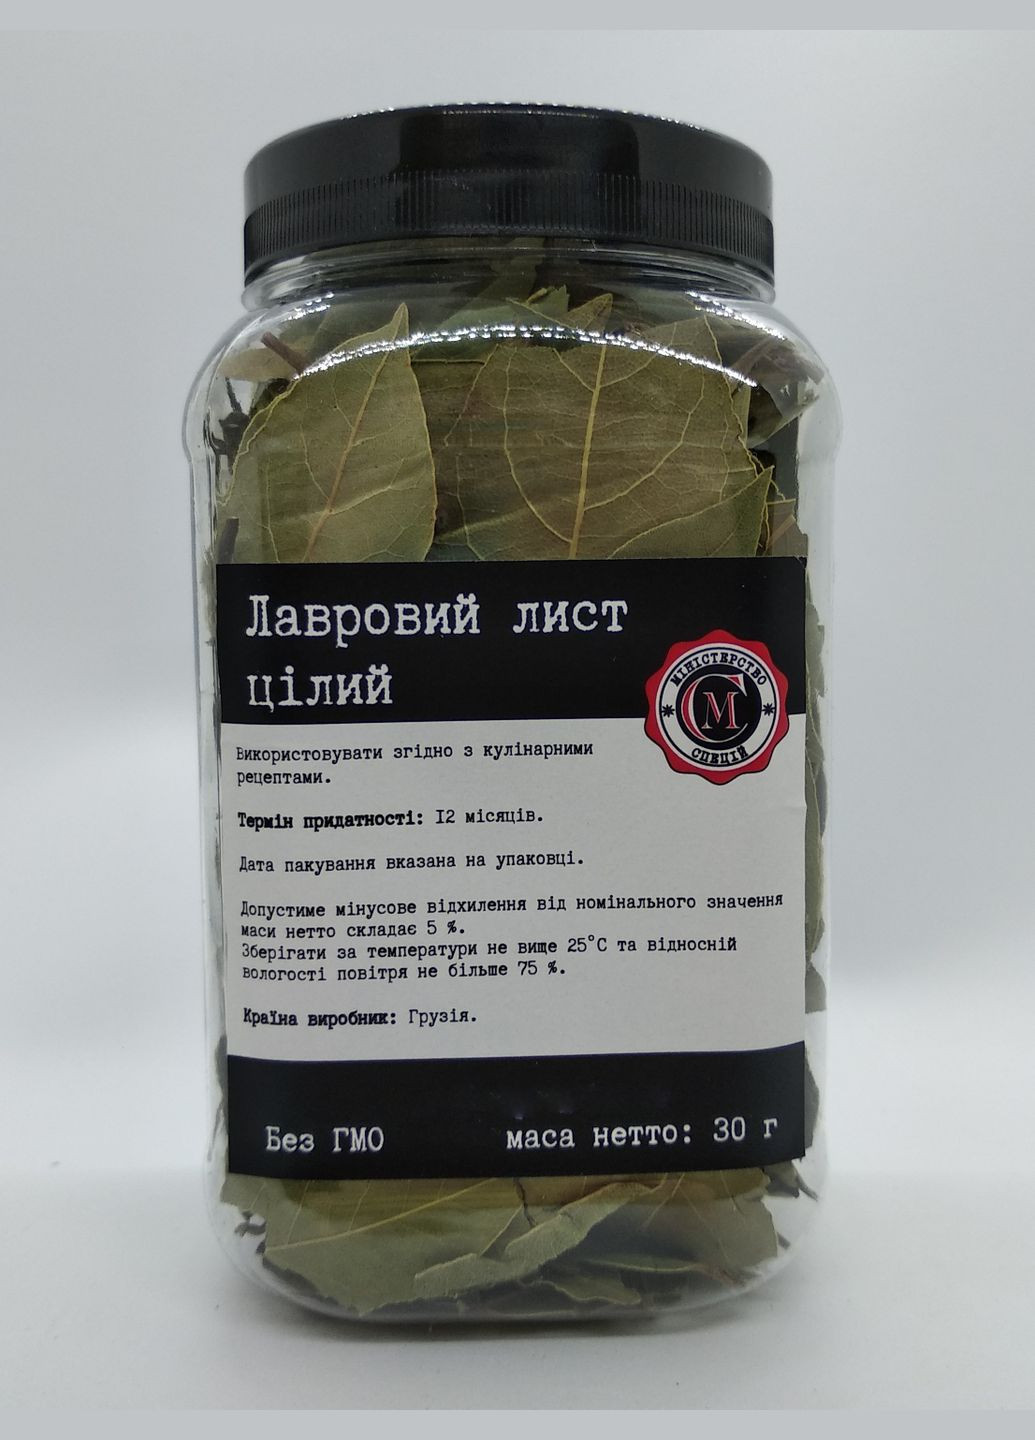 Лавровий лист
цілий
МІНІСТЕРСТВО
СМ
СПЕЦІЙ
Використовувати згідно з кулінарними
рецептами.
Термін придатності: 12 місяців.
Дата пакування вказана на упаковці.
Допустиме мінусове відхилення від номінального значення
маси нетто складає 5 %.
Зберігати за температури не вище 25°С та відносній
вологості повітря не більше 75 %.
Країна виробник: Грузія.
Без ГМО
маса нетто: 30 г